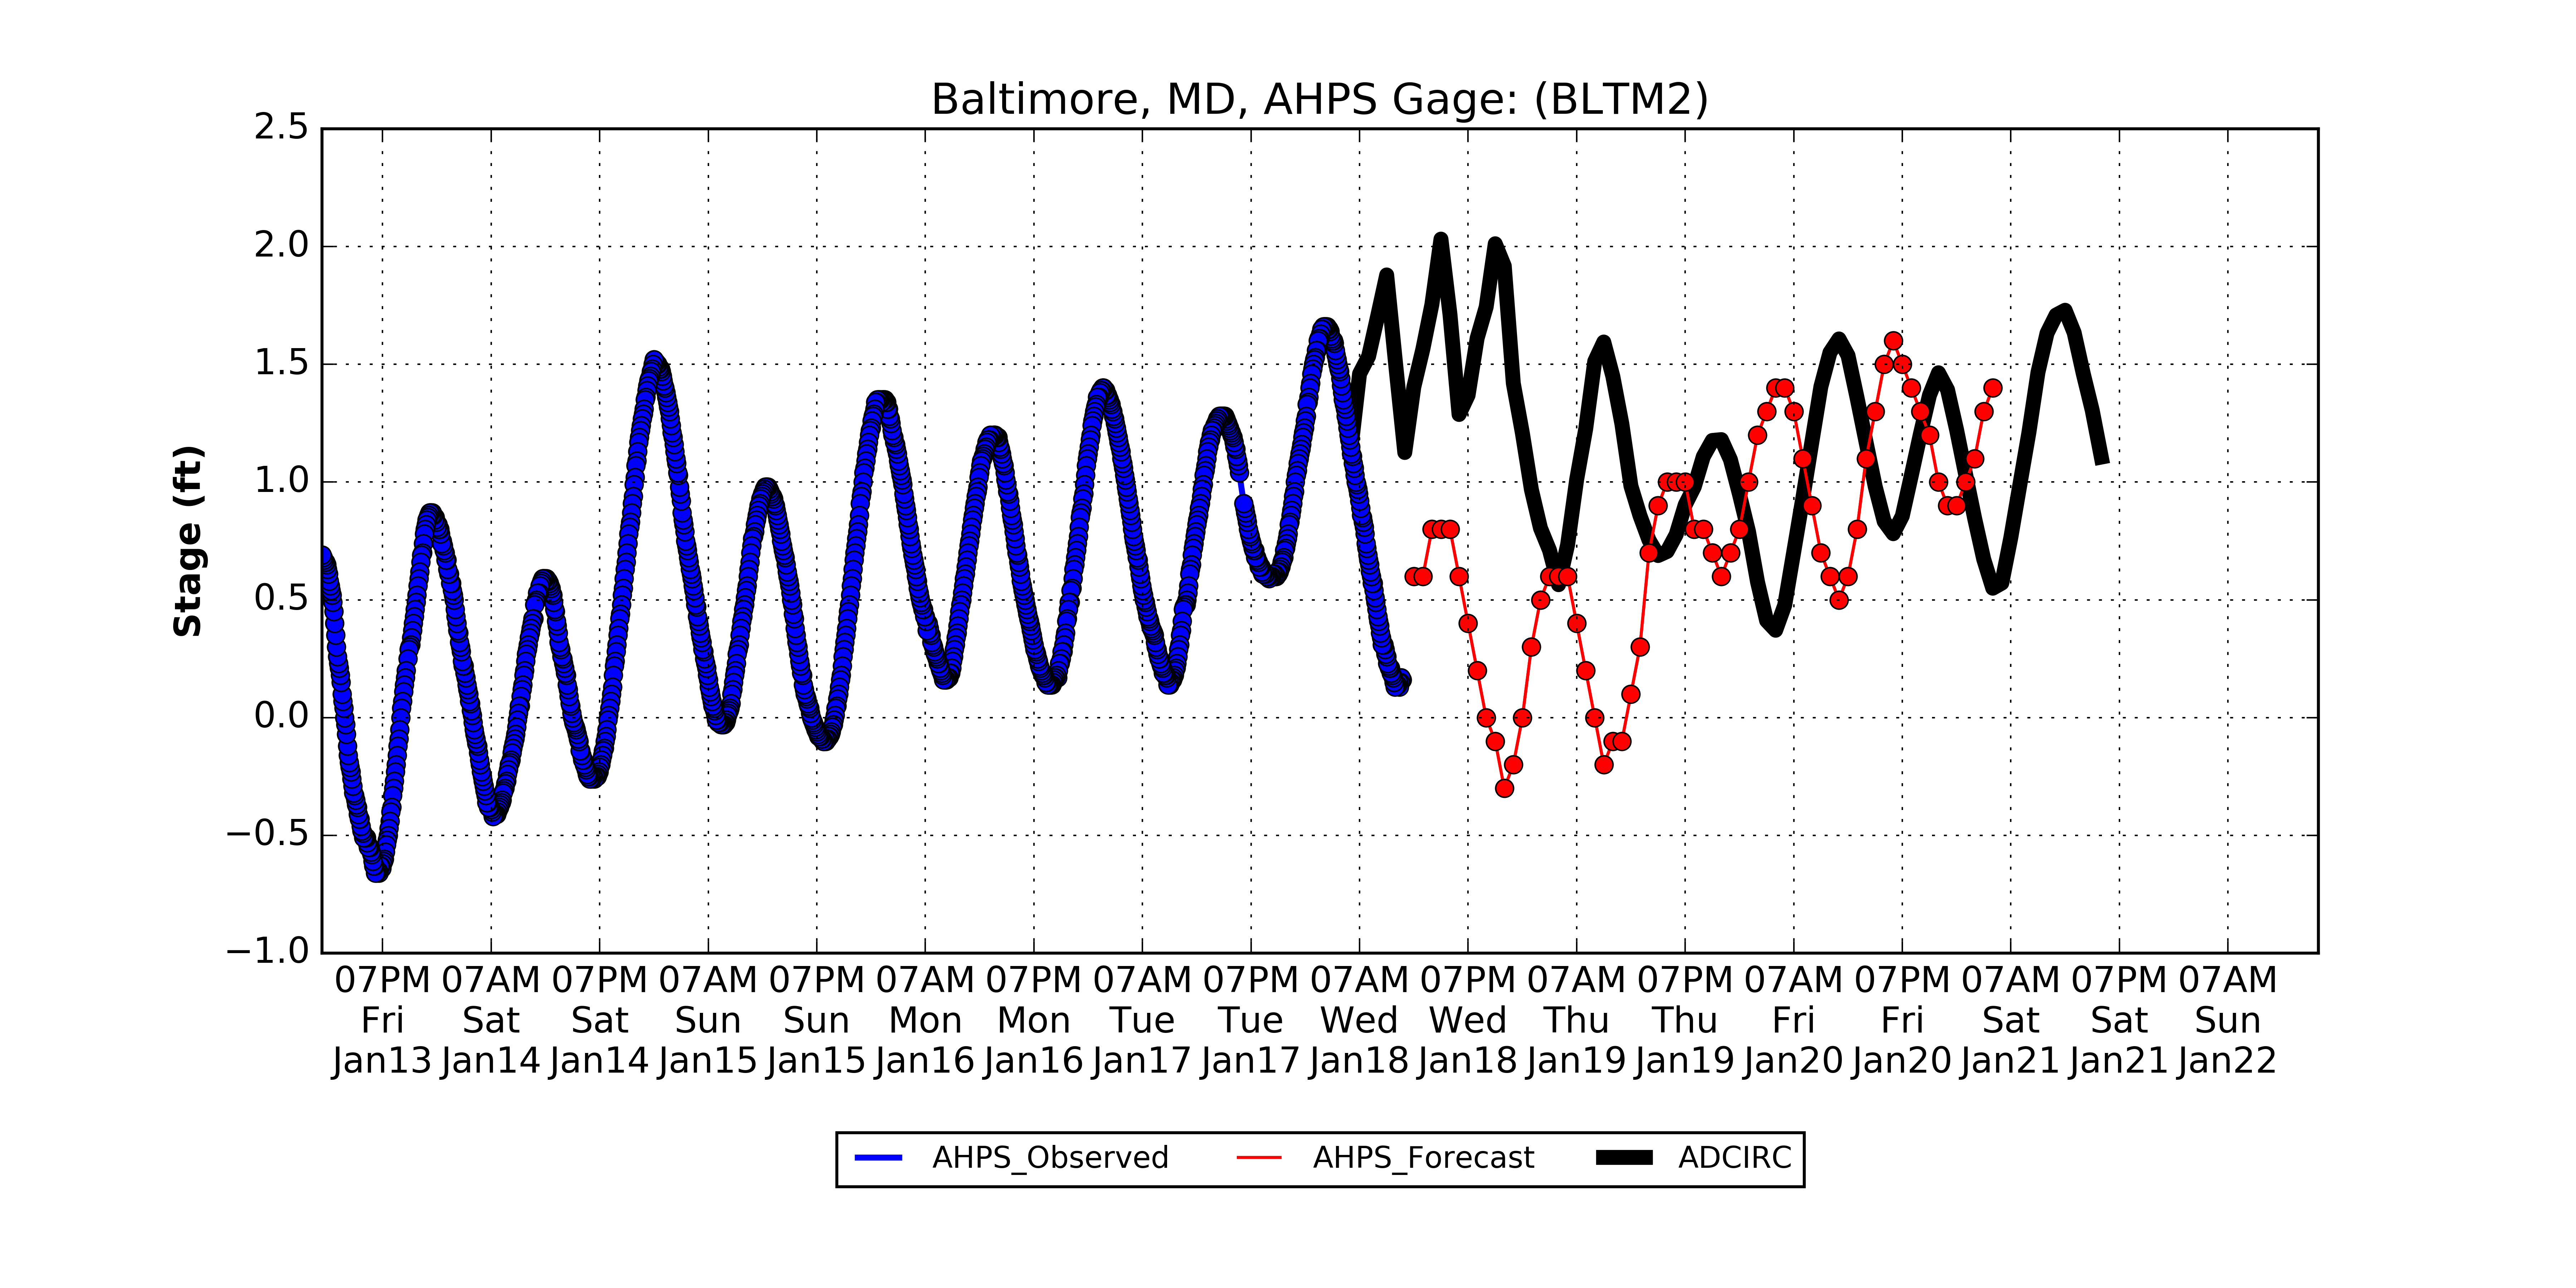 Baltimore, MD, AHPS Gage: (BLTM2)
Stage (ft)
2.5
2.0
1.5
1.0
0.5
0.0
−0.5
−1.0
07PM 07AM 07PM 07AM 07PM 07AM 07PM 07AM 07PM 07AM 07PM 07AM 07PM 07AM 07PM 07AM 07PM 07AM
Fri Sat Sat Sun Sun Mon Mon Tue Tue Wed Wed Thu Thu Fri Fri Sat Sat Sun
Jan13 Jan14 Jan14 Jan15 Jan15 Jan16 Jan16 Jan17 Jan17 Jan18 Jan18 Jan19 Jan19 Jan20 Jan20 Jan21 Jan21 Jan22
AHPS_Observed AHPS_Forecast ADCIRC